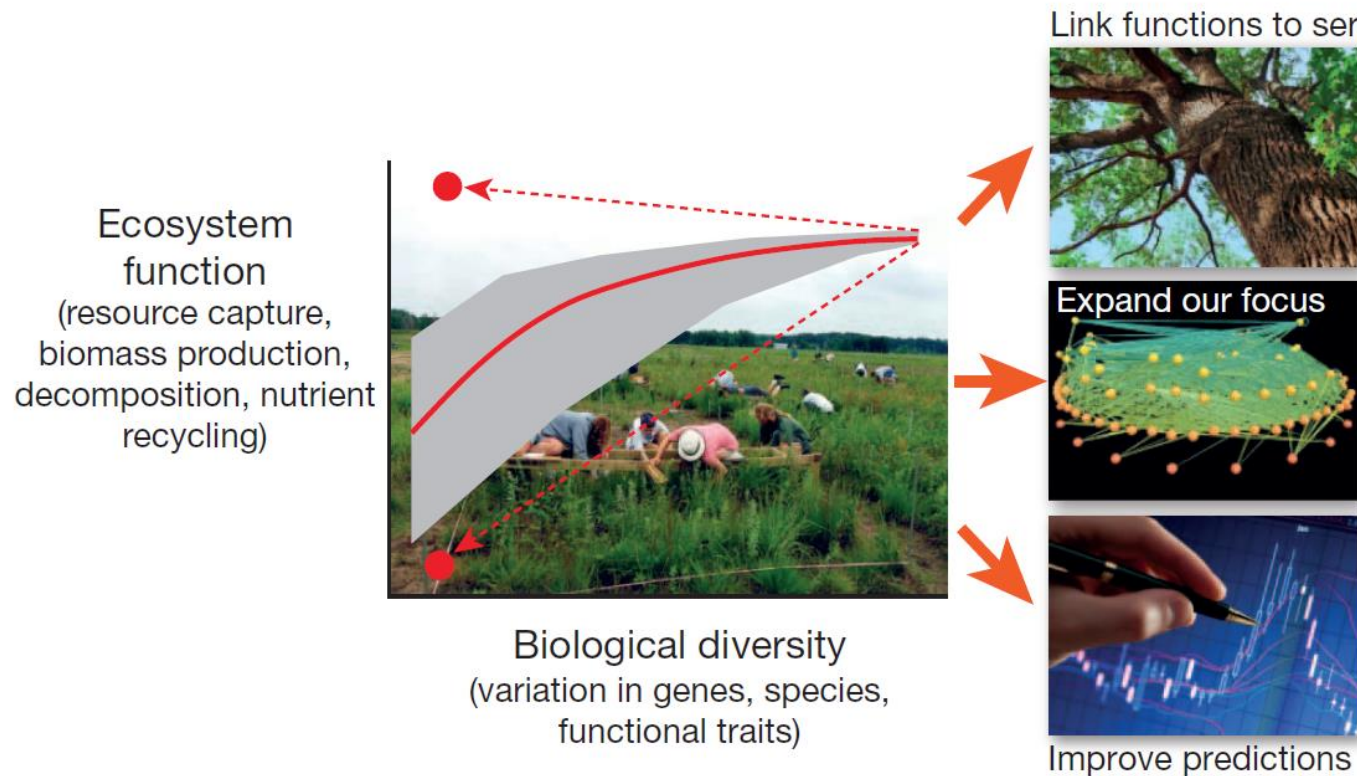 Link functions to ser
Ecosystem
function
(resource capture,
biomass production,
decomposition, nutrient
recycling)
Expand our focus
Biological diversity
(variation in genes, species,
functional traits)
Improve predictions